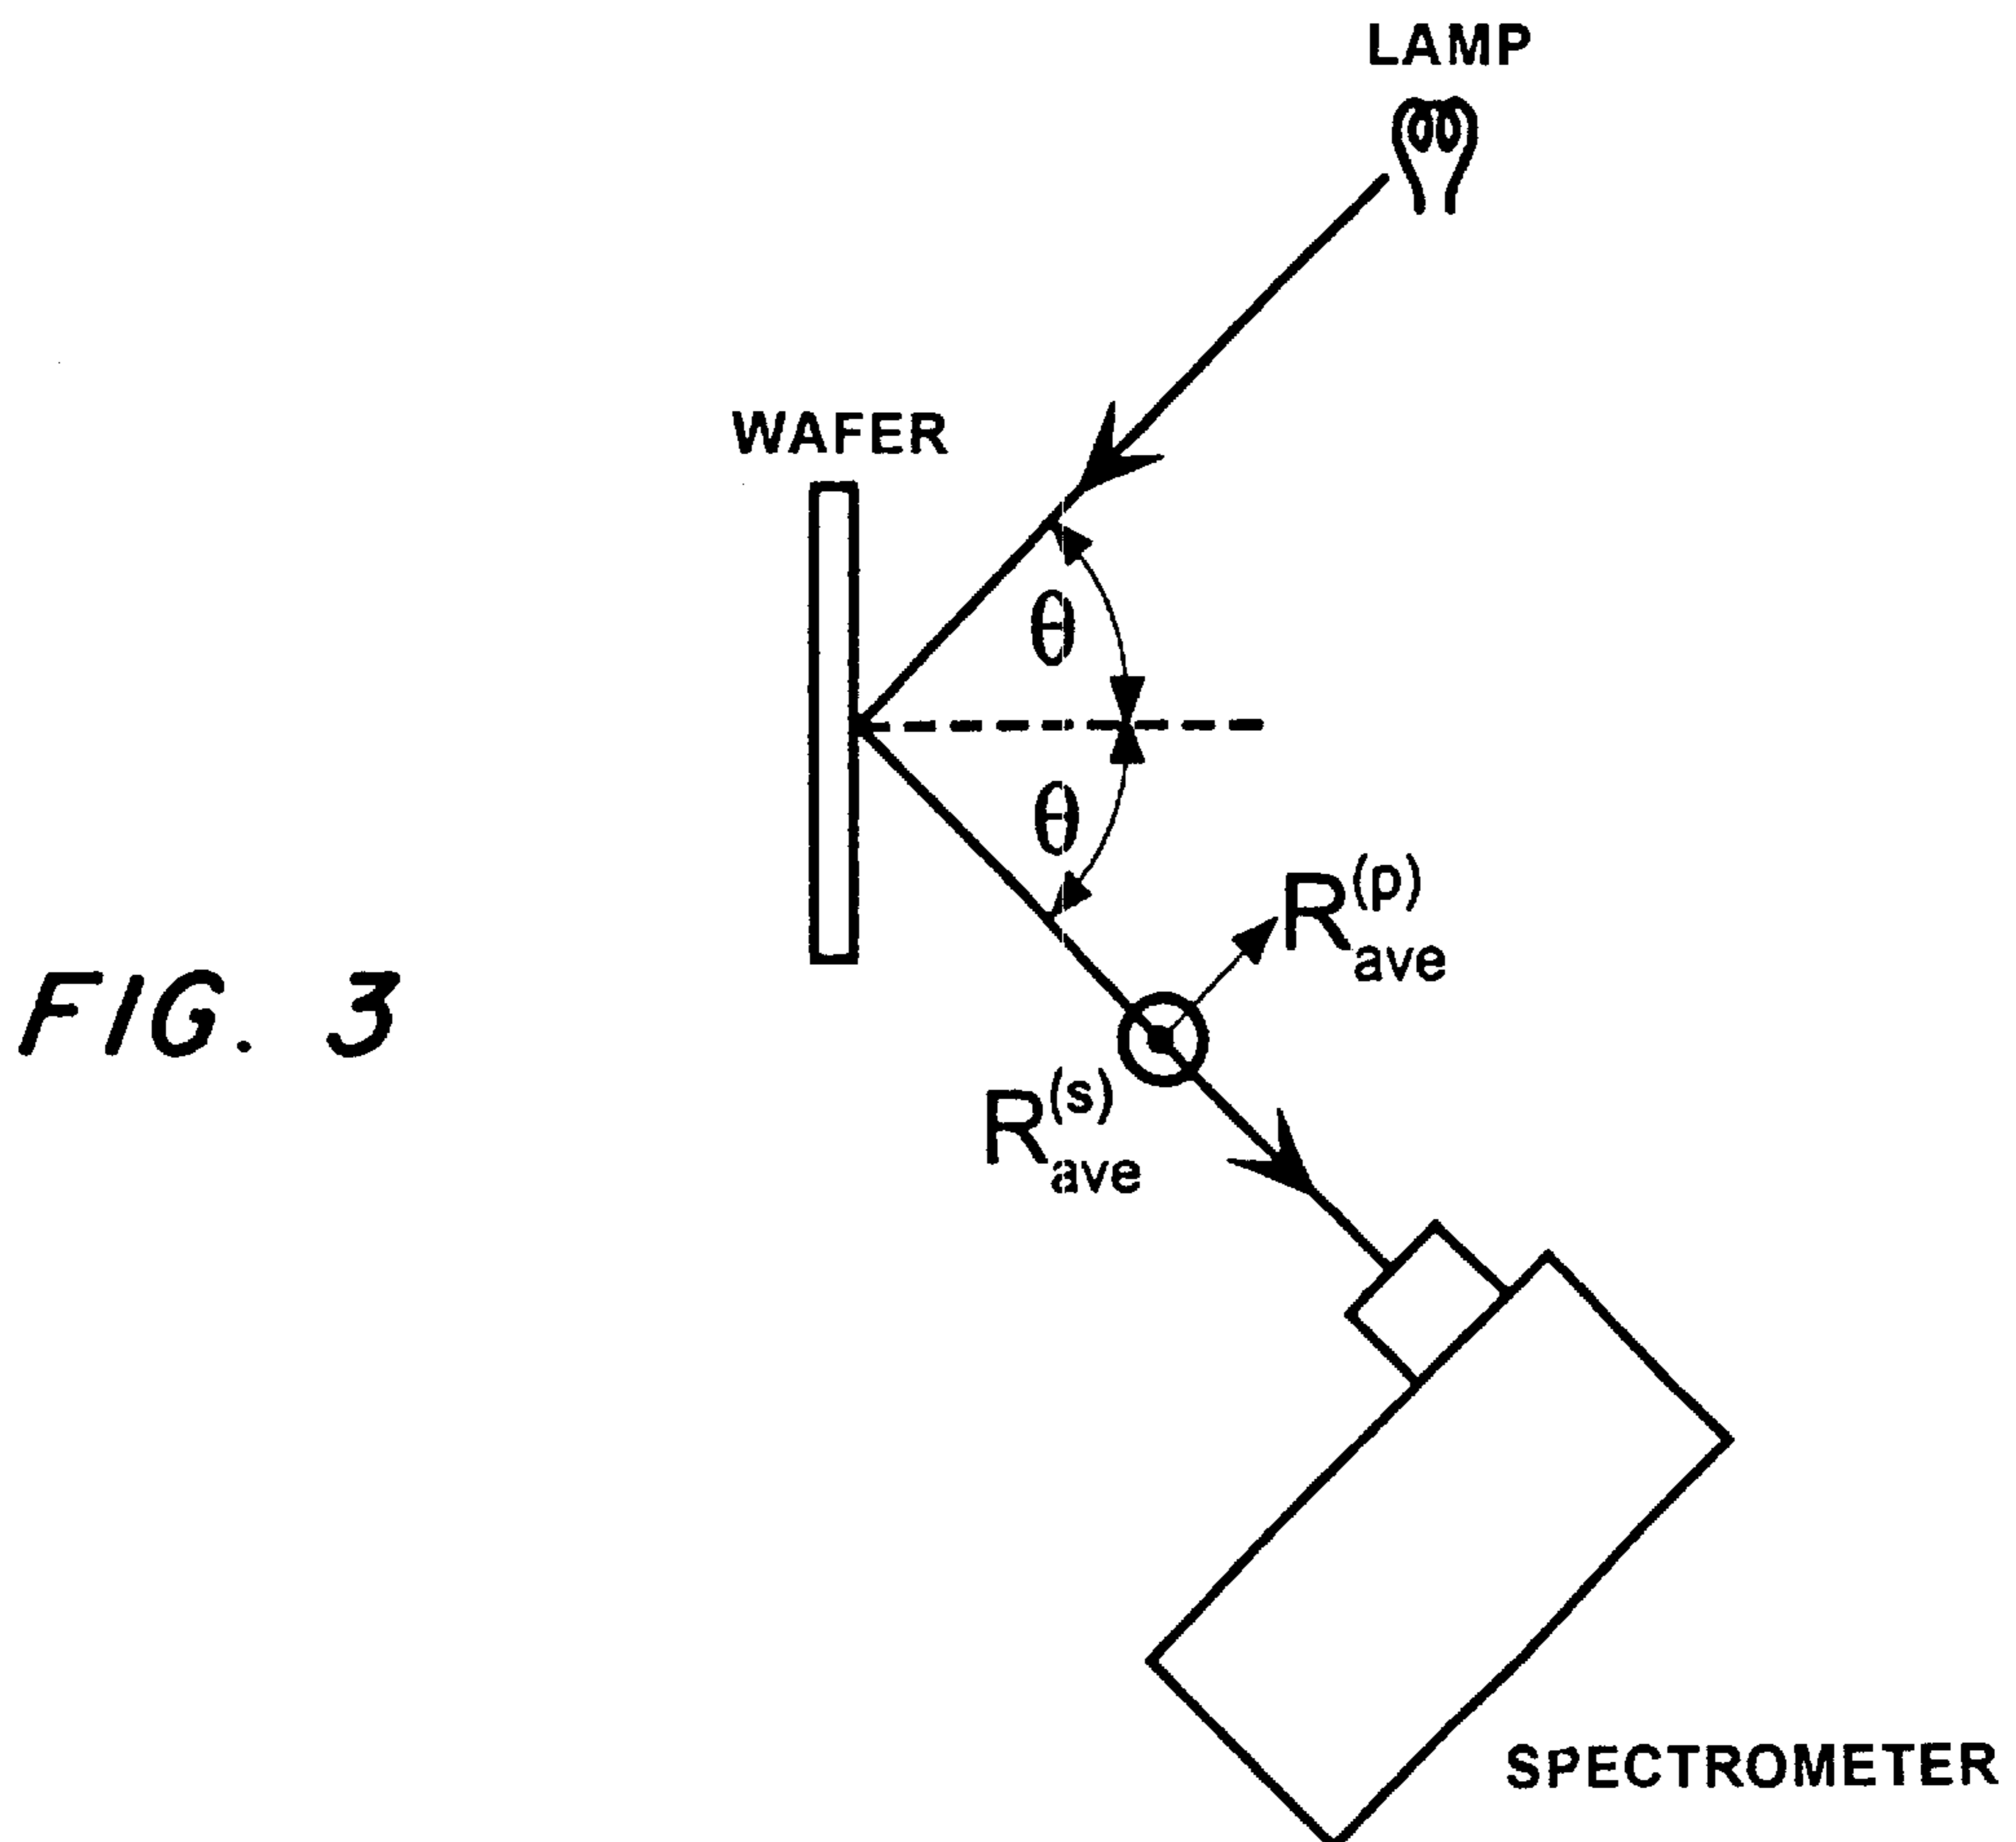 LAMP
WAFER
θ
θ
R(p)ave
FIG. 3
R(s)ave
SPECTROMETER